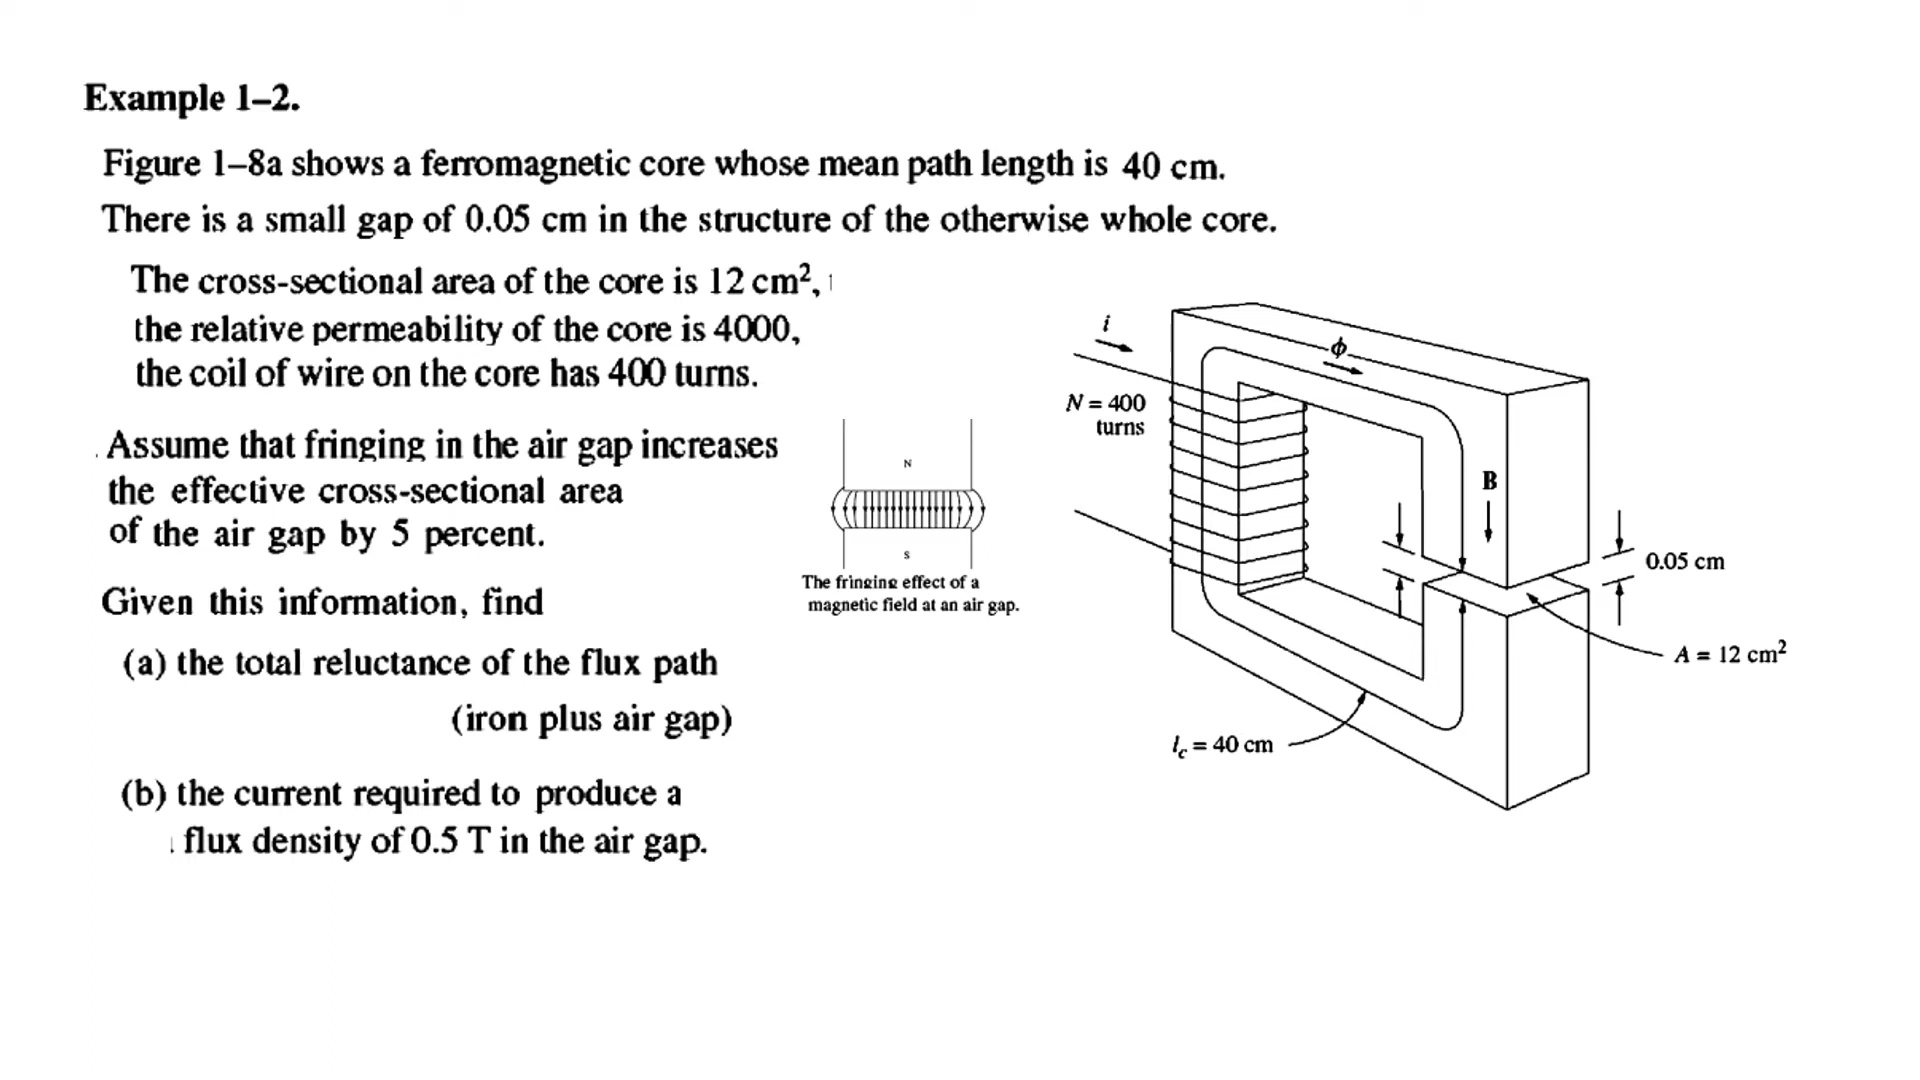 Example 1–2.
Figure 1–8a shows a ferromagnetic core whose mean path length is 40 cm.
There is a small gap of 0.05 cm in the structure of the otherwise whole core.
The cross-sectional area of the core is 12 cm²,
the relative permeability of the core is 4000,
the coil of wire on the core has 400 turns.
Assume that fringing in the air gap increases
the effective cross-sectional area
of the air gap by 5 percent.
Given this information, find
(a) the total reluctance of the flux path
(iron plus air gap)
(b) the current required to produce a
flux density of 0.5 T in the air gap.
N
S
The fringing effect of a
magnetic field at an air gap.
i
ϕ
N = 400
turns
B
0.05 cm
A = 12 cm²
l_c = 40 cm